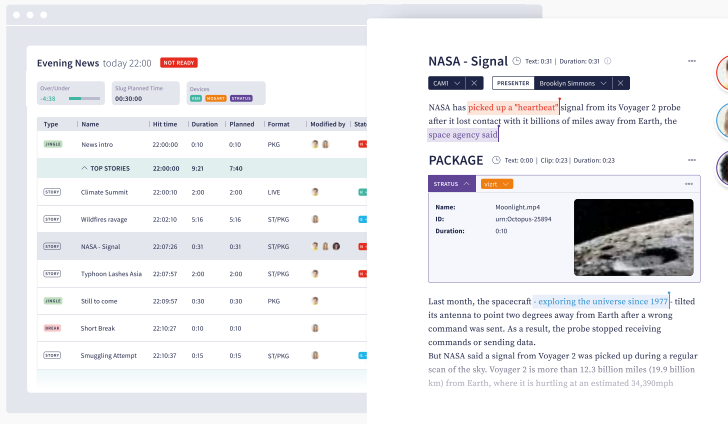 Evening News today 22:00 NOT READY
Over/Under
-4:38
Slug Planned Time
00:30:00
Devices
MOSART STRATUS
Type Name Hit time Duration Planned Format Modified by
JINGLE News intro 22:00:00 0:10 0:10 PKG
TOP STORIES 22:00:00 9:21 7:40
STORY Climate Summit 22:00:10 2:00 2:00 LIVE
STORY Wildfires ravage 22:02:10 5:16 5:16 ST/PKG
STORY NASA - Signal 22:07:26 0:31 0:31 ST/PKG
STORY Typhoon Lashes Asia 22:07:57 2:00 2:00 ST/PKG
JINGLE Still to come 22:09:57 0:30 0:30 PKG
BREAK Short Break 22:10:27 0:10 0:10
STORY Smuggling Attempt 22:10:37 0:15 0:15 ST/PKG
NASA - Signal Text: 0:31 | Duration: 0:31
CAM1 PRESENTER Brooklyn Simmons
NASA has picked up a "heartbeat" signal from its Voyager 2 probe
after it lost contact with it billions of miles away from Earth, the
space agency said
PACKAGE Text: 0:00 | Clip: 0:23 | Duration: 0:23
STRATUS vizrt
Name: Moonlight.mp4
ID: urn:Octopus-25894
Duration: 0:10
Last month, the spacecraft - exploring the universe since 1977 - tilted
its antenna to point two degrees away from Earth after a wrong
command was sent. As a result, the probe stopped receiving
commands or sending data.
But NASA said a signal from Voyager 2 was picked up during a regular
scan of the sky. Voyager 2 is more than 12.3 billion miles (19.9 billion
km) from Earth, where it is hurtling at an estimated 34,390mph